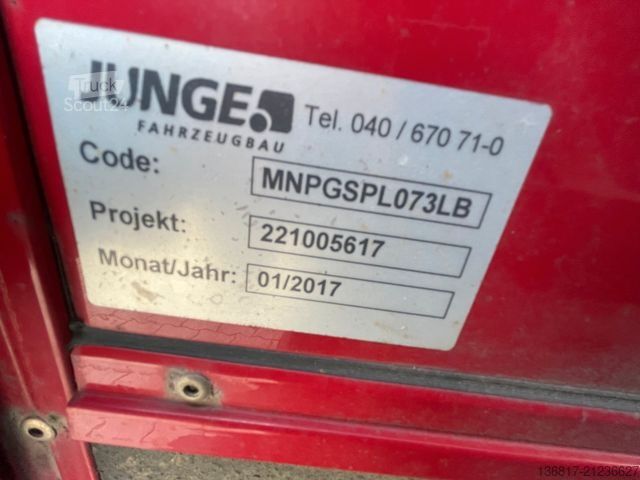 JUNGE
FAHRZEUGBAU
Tel. 040 / 670 71-0
Truck
Scout24
Code: MNPGSPL073LB
Projekt: 221005617
Monat/Jahr: 01/2017
136817-21236627